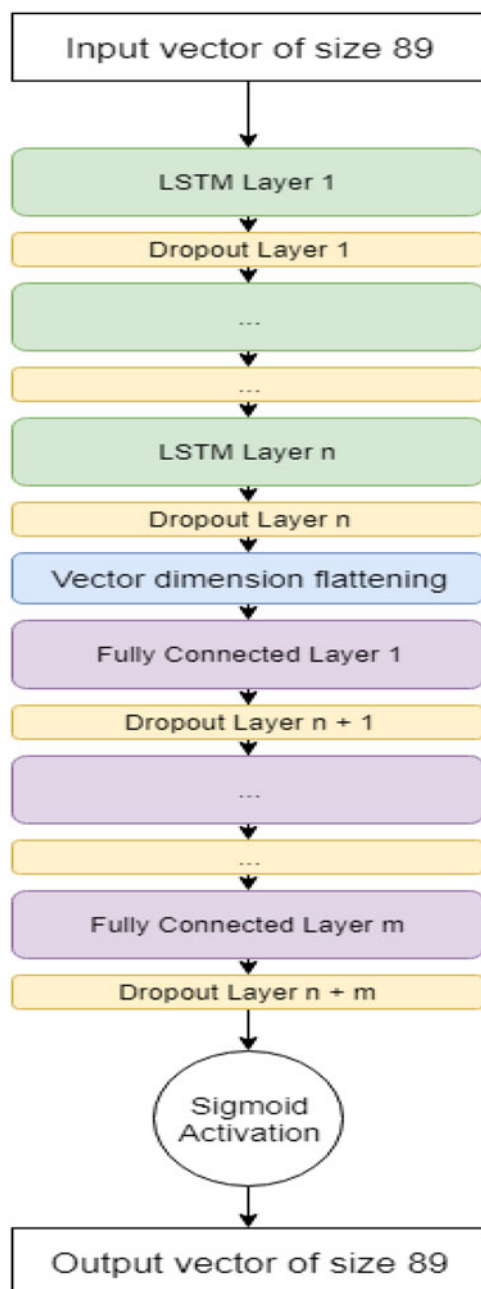 Input vector of size 89
LSTM Layer 1
Dropout Layer 1
...
...
LSTM Layer n
Dropout Layer n
Vector dimension flattening
Fully Connected Layer 1
Dropout Layer n + 1
...
...
Fully Connected Layer m
Dropout Layer n + m
Sigmoid
Activation
Output vector of size 89